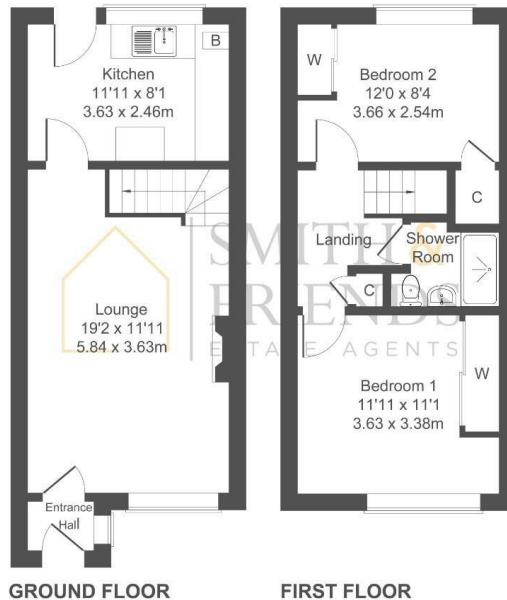 B
Kitchen
11'11 x 8'1
3.63 x 2.46m
Lounge
19'2 x 11'11
5.84 x 3.63m
Entrance
Hall
GROUND FLOOR
W
Bedroom 2
12'0 x 8'4
3.66 x 2.54m
C
Landing
Shower
Room
C
Bedroom 1
11'11 x 11'1
3.63 x 3.38m
W
FIRST FLOOR
SMITH &
FRIENDS
ESTATE AGENTS